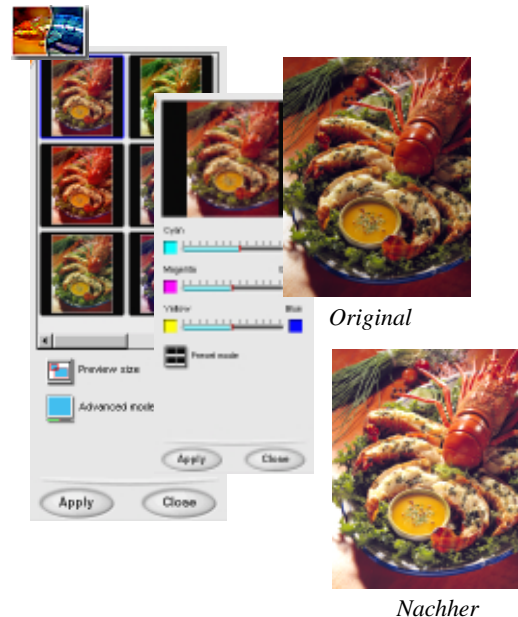 Cyan
Magenta
Yellow
Blue
Preset mode
Preview size
Advanced mode
Apply
Close
Apply
Close
Original
Nachher